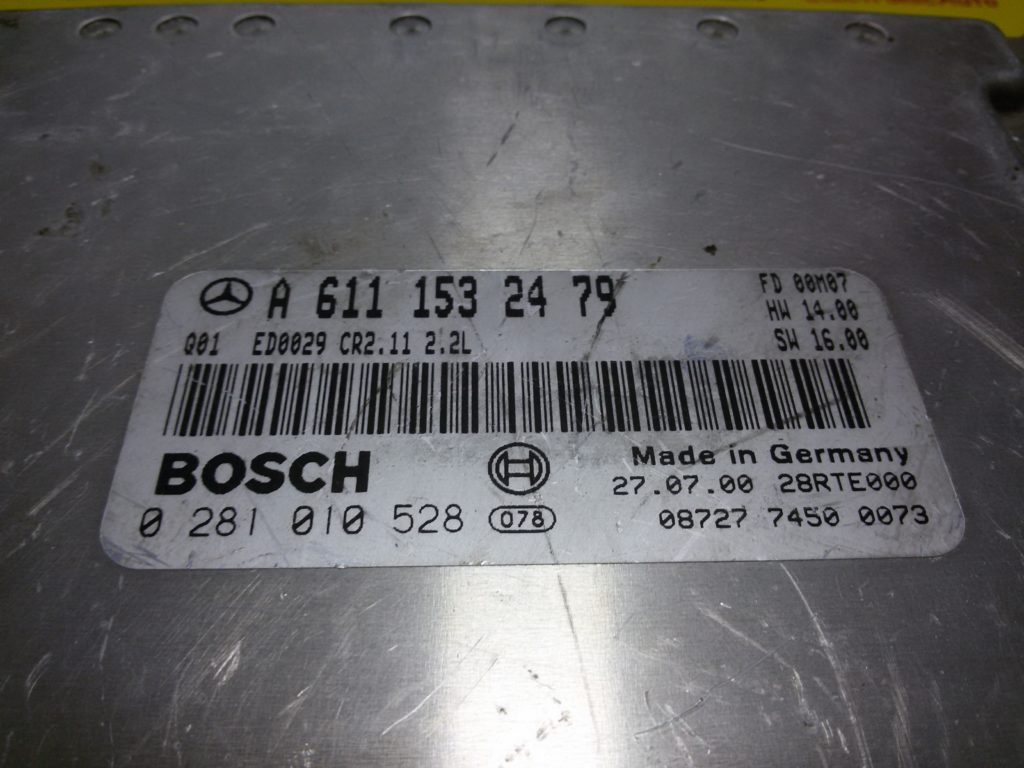 A 611 153 24 79
FD 00M07
HW 14.00
Q01 ED0029 CR2.11 2.2L
SW 16.00
BOSCH
Made in Germany
27.07.00 28RTE000
0 281 010 528 078
08727 7450 0073